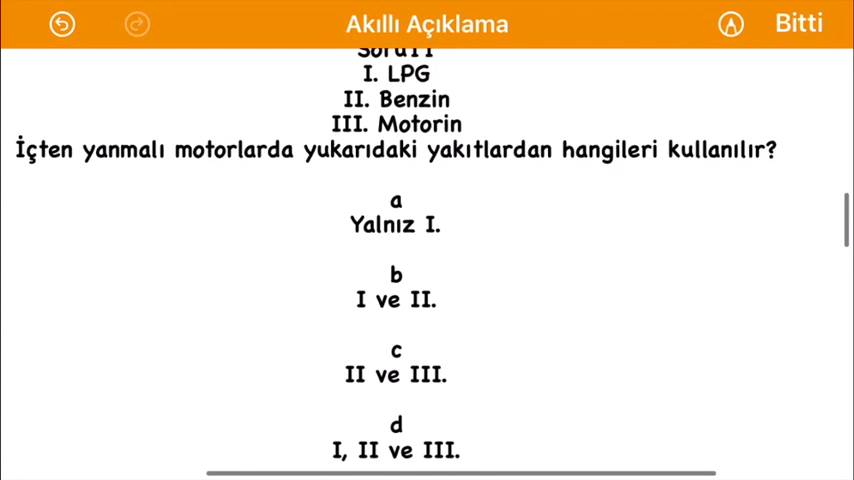 Akıllı Açıklama
Bitti
Soru11
I. LPG
II. Benzin
III. Motorin
İçten yanmalı motorlarda yukarıdaki yakıtlardan hangileri kullanılır?
a
Yalnız I.
b
I ve II.
c
II ve III.
d
I, II ve III.